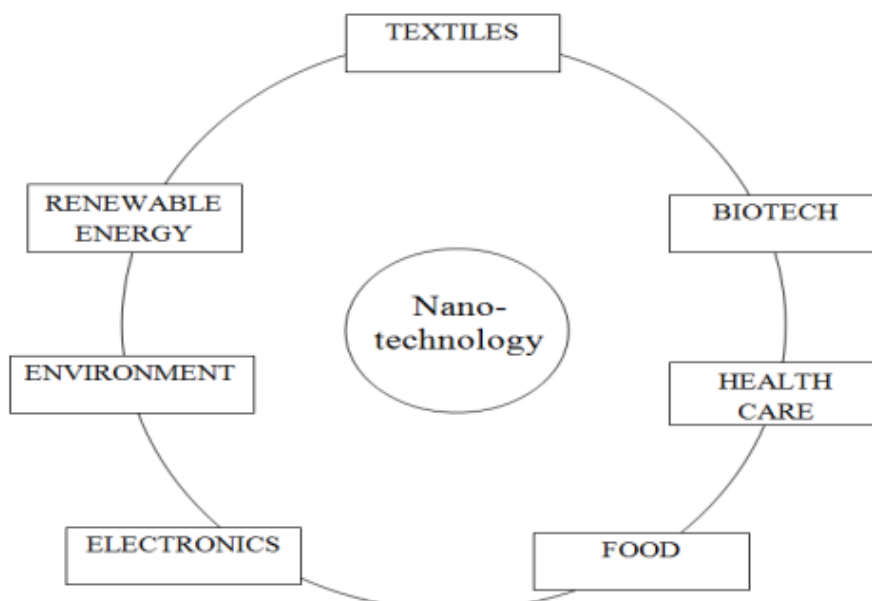 TEXTILES
RENEWABLE
ENERGY
BIOTECH
Nano-
technology
ENVIRONMENT
HEALTH
CARE
ELECTRONICS
FOOD